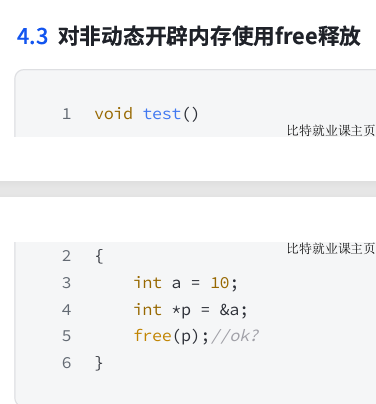 4.3 对非动态开辟内存使用free释放
1 void test()
比特就业课主页
比特就业课主页
2 {
3     int a = 10;
4     int *p = &a;
5     free(p);//ok?
6 }